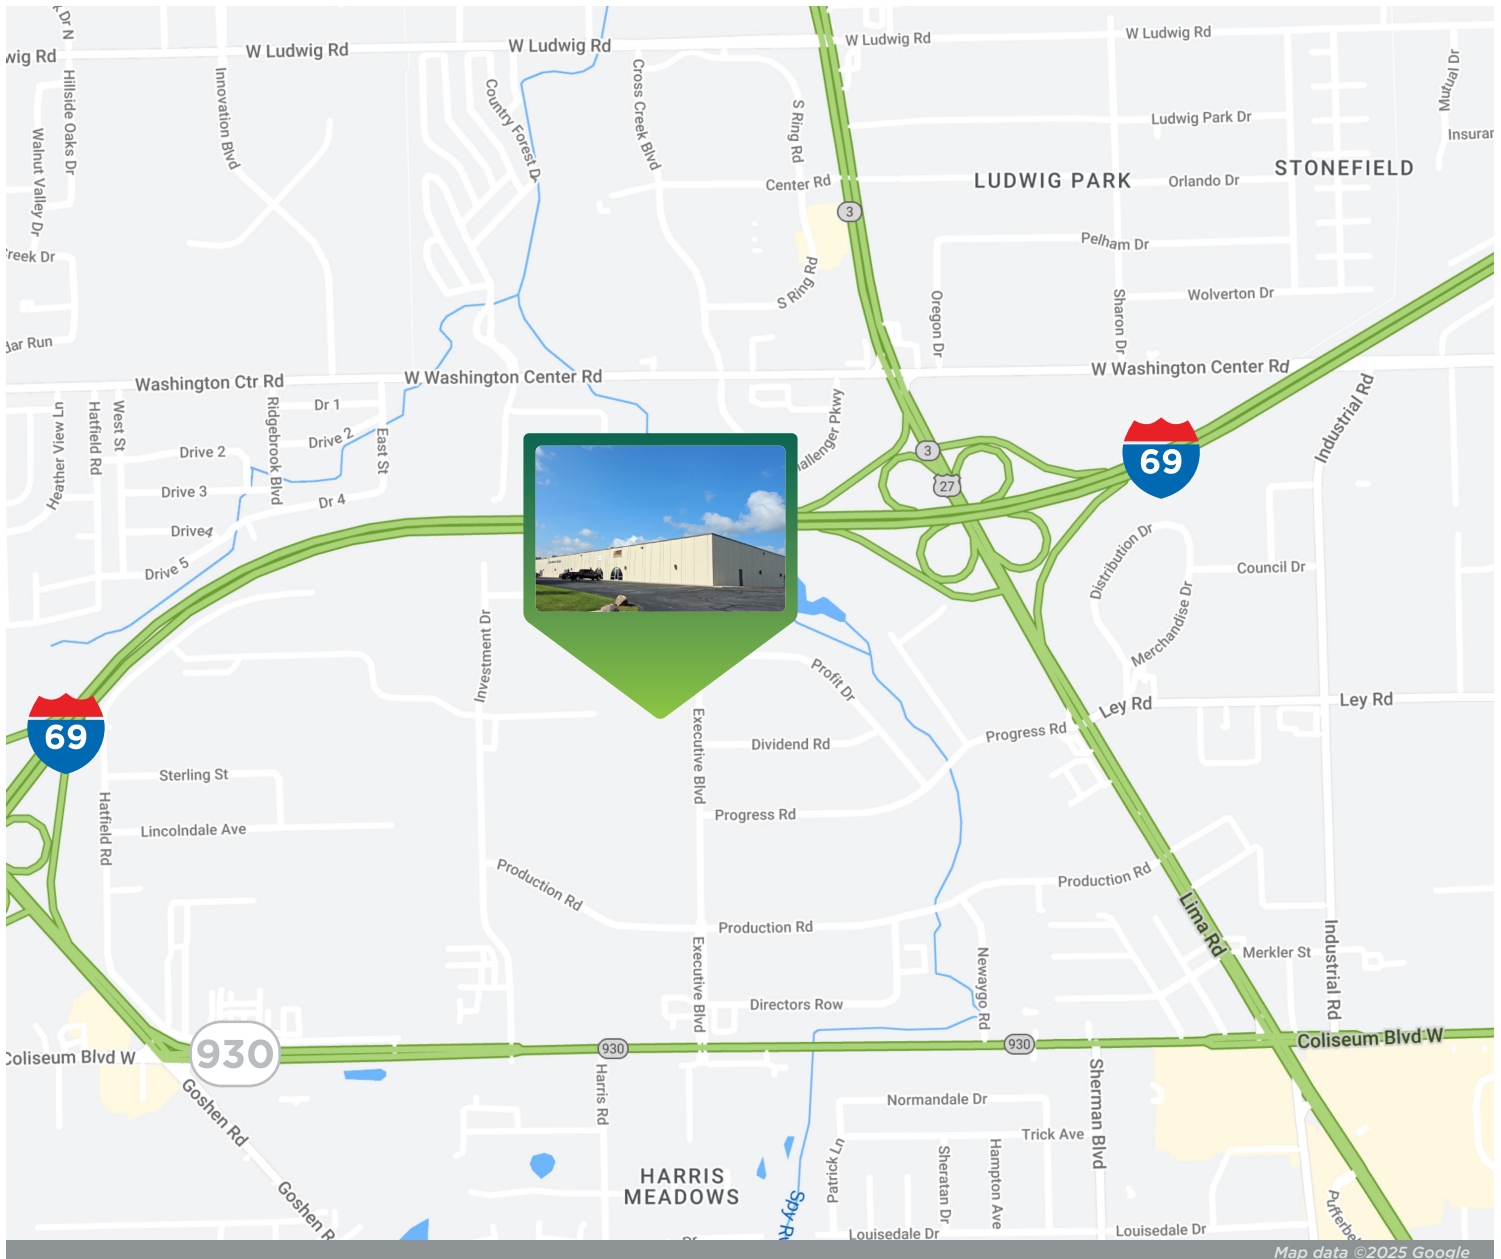 Dr N
wig Rd
W Ludwig Rd
W Ludwig Rd
W Ludwig Rd
W Ludwig Rd
Mutual Dr
Hillside Oaks Dr
Walnut Valley Dr
Innovation Blvd
Country Forest Dr
Cross Creek Blvd
S Ring Rd
Ludwig Park Dr
Insurar
Center Rd
LUDWIG PARK
Orlando Dr
STONEFIELD
3
reek Dr
Pelham Dr
S Ring Rd
Oregon Dr
Sharon Dr
Wolverton Dr
dar Run
Washington Ctr Rd
W Washington Center Rd
W Washington Center Rd
Industrial Rd
Heather View Ln
Hatfield Rd
West St
Ridgebrook Blvd
Dr 1
Drive 2
East St
Drive 2
Drive 3
Dr 4
Drive4
Drive 5
allenger Pkwy
3
27
69
Distribution Dr
Merchandise Dr
Council Dr
Investment Dr
Profit Dr
69
Executive Blvd
Dividend Rd
Progress Rd
Ley Rd
Ley Rd
Sterling St
Hatfield Rd
Lincolndale Ave
Progress Rd
Production Rd
Production Rd
Production Rd
Lima Rd
Executive Blvd
Newaygo Rd
Merkler St
Industrial Rd
Directors Row
Coliseum Blvd W
930
930
930
Coliseum Blvd W
Goshen Rd
Harris Rd
Sherman Blvd
Normandale Dr
Trick Ave
Patrick Ln
Sheratan Dr
Hampton Ave
HARRIS
MEADOWS
Goshen R
Spy R
Louisedale Dr
Louisedale Dr
Pufferbe
Map data ©2025 Google